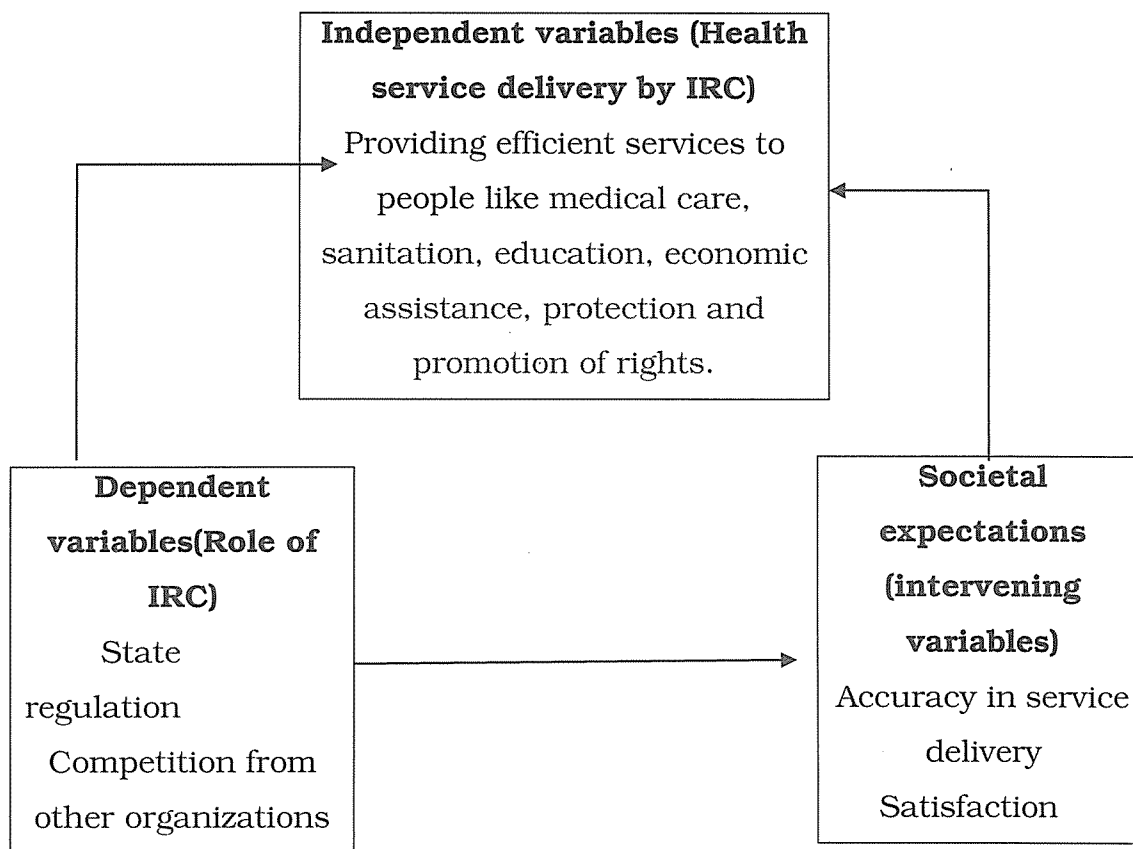 Independent variables (Health
service delivery by IRC)
Providing efficient services to
people like medical care,
sanitation, education, economic
assistance, protection and
promotion of rights.
Dependent
variables(Role of
IRC)
State
regulation
Competition from
other organizations
Societal
expectations
(intervening
variables)
Accuracy in service
delivery
Satisfaction